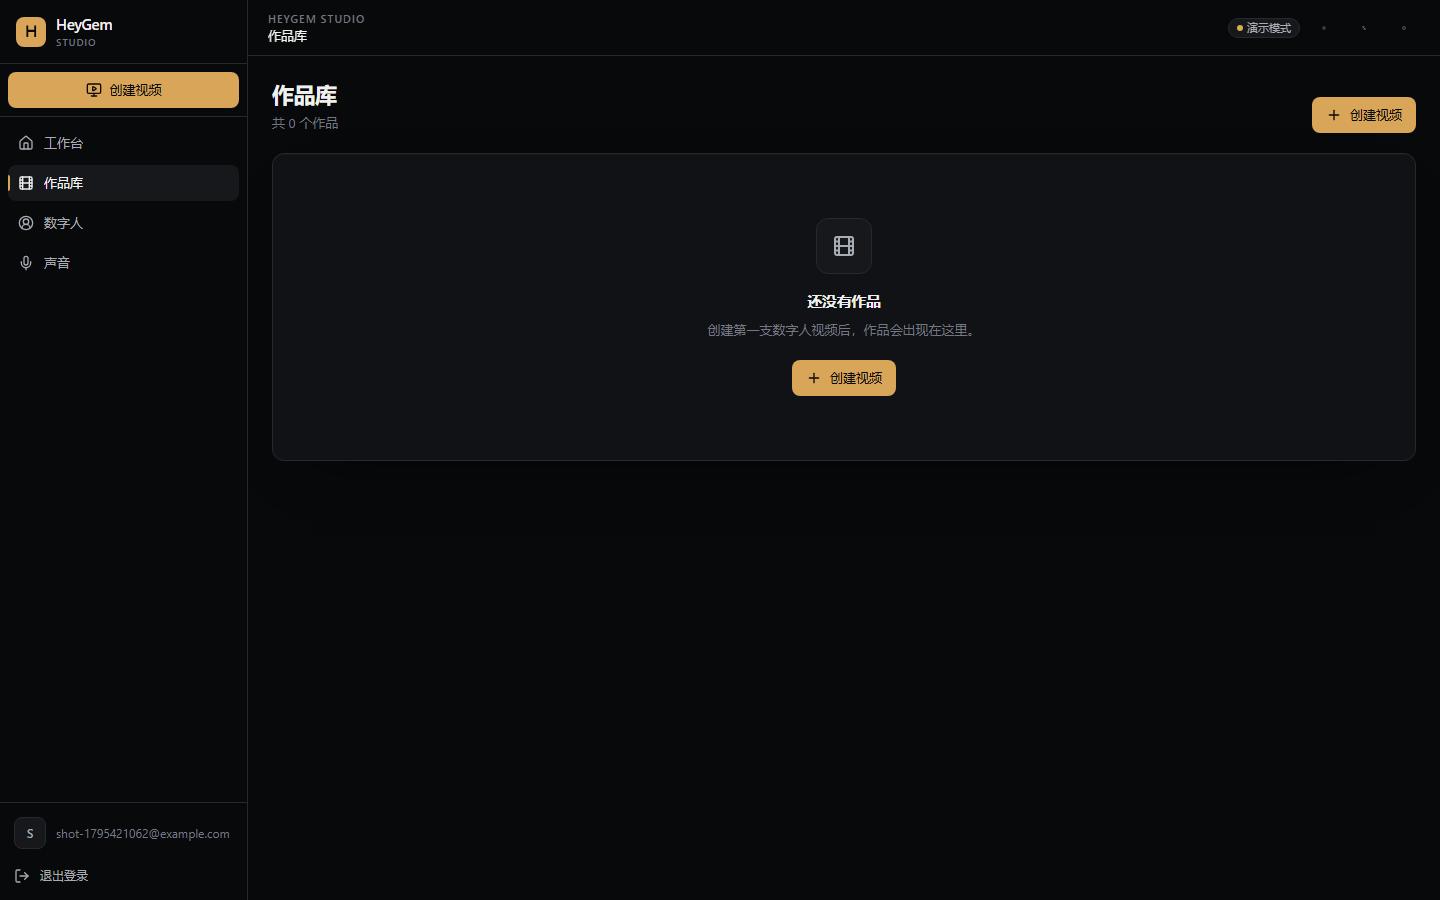 H
HeyGem
STUDIO
创建视频
工作台
作品库
数字人
声音
S
shot-1795421062@example.com
退出登录
HEYGEM STUDIO
作品库
演示模式
作品库
共 0 个作品
创建视频
还没有作品
创建第一支数字人视频后，作品会出现在这里。
创建视频